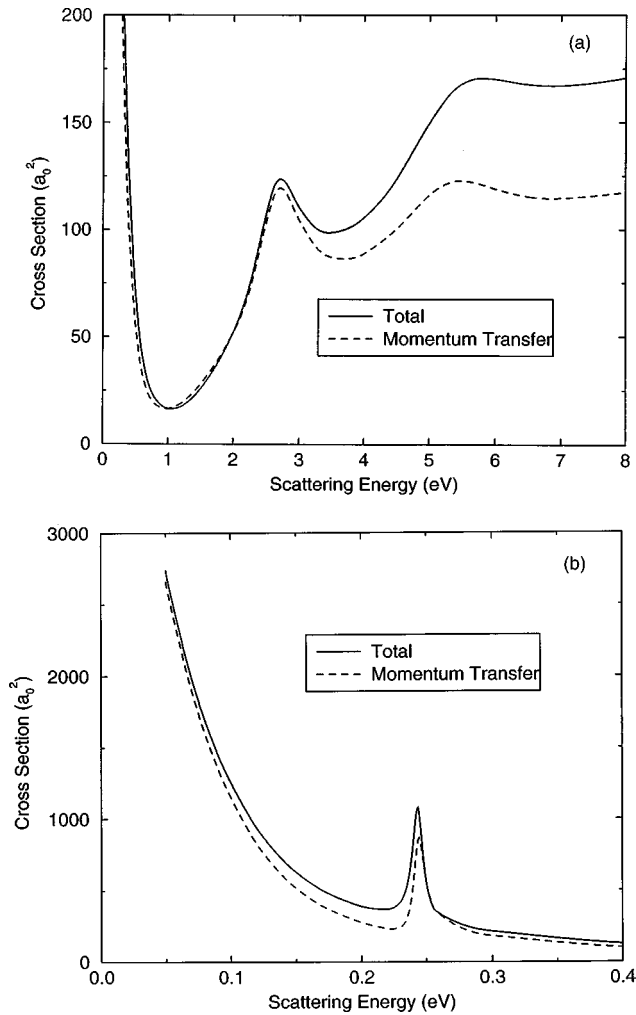 200
(a)
150
Cross Section (a₀²)
100
Total
Momentum Transfer
50
0
0 1 2 3 4 5 6 7 8
Scattering Energy (eV)
3000
(b)
Total
Momentum Transfer
2000
Cross Section (a₀²)
1000
0
0.0 0.1 0.2 0.3 0.4
Scattering Energy (eV)